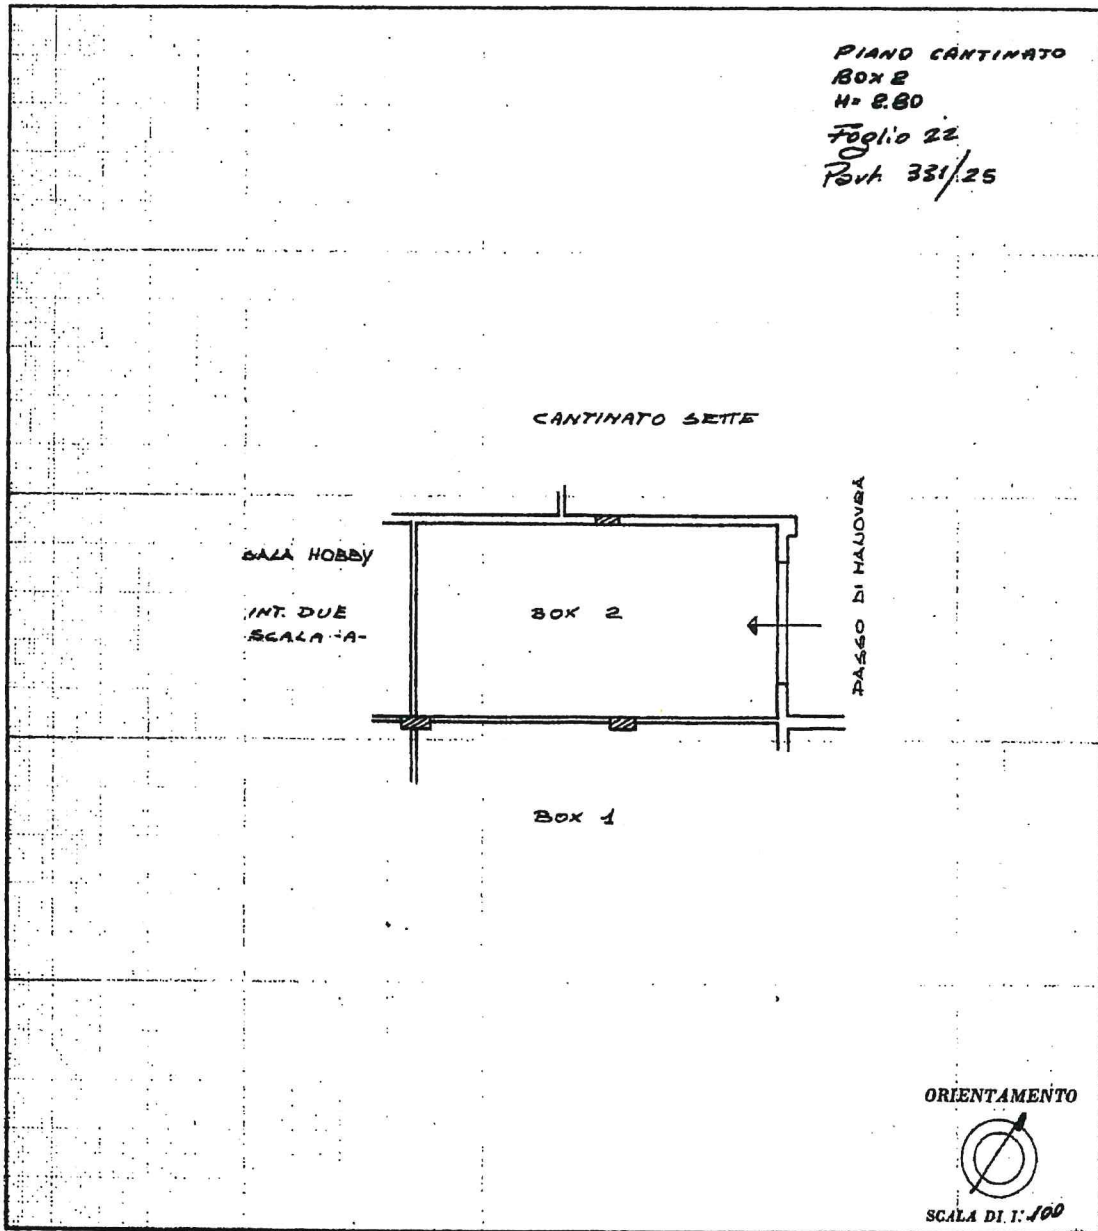 PIANO CANTINATO
BOX 2
H= 2.80
Foglio 22
Part. 331/25
CANTINATO SETTE
SALA HOBBY
INT. DUE
SCALA -A-
BOX 2
PASSO DI MANOVRA
BOX 1
ORIENTAMENTO
SCALA DI 1: 100